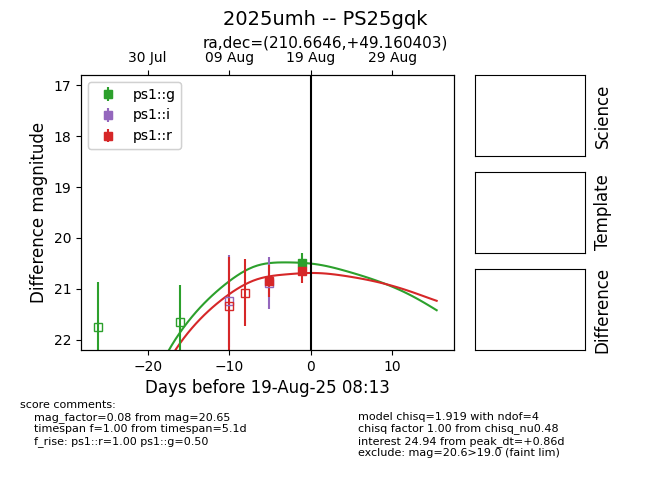 2025umh -- PS25gqk
ra,dec=(210.6646,+49.160403)
30 Jul 09 Aug 19 Aug 29 Aug
ps1::g
ps1::i
ps1::r
17
18
19
20
21
22
Difference magnitude
−20 −10 0 10
Days before 19-Aug-25 08:13
Science
Template
Difference
score comments:
mag_factor=0.08 from mag=20.65
timespan f=1.00 from timespan=5.1d
f_rise: ps1::r=1.00 ps1::g=0.50
model chisq=1.919 with ndof=4
chisq factor 1.00 from chisq_nu0.48
interest 24.94 from peak_dt=+0.86d
exclude: mag=20.6>19.0 (faint lim)